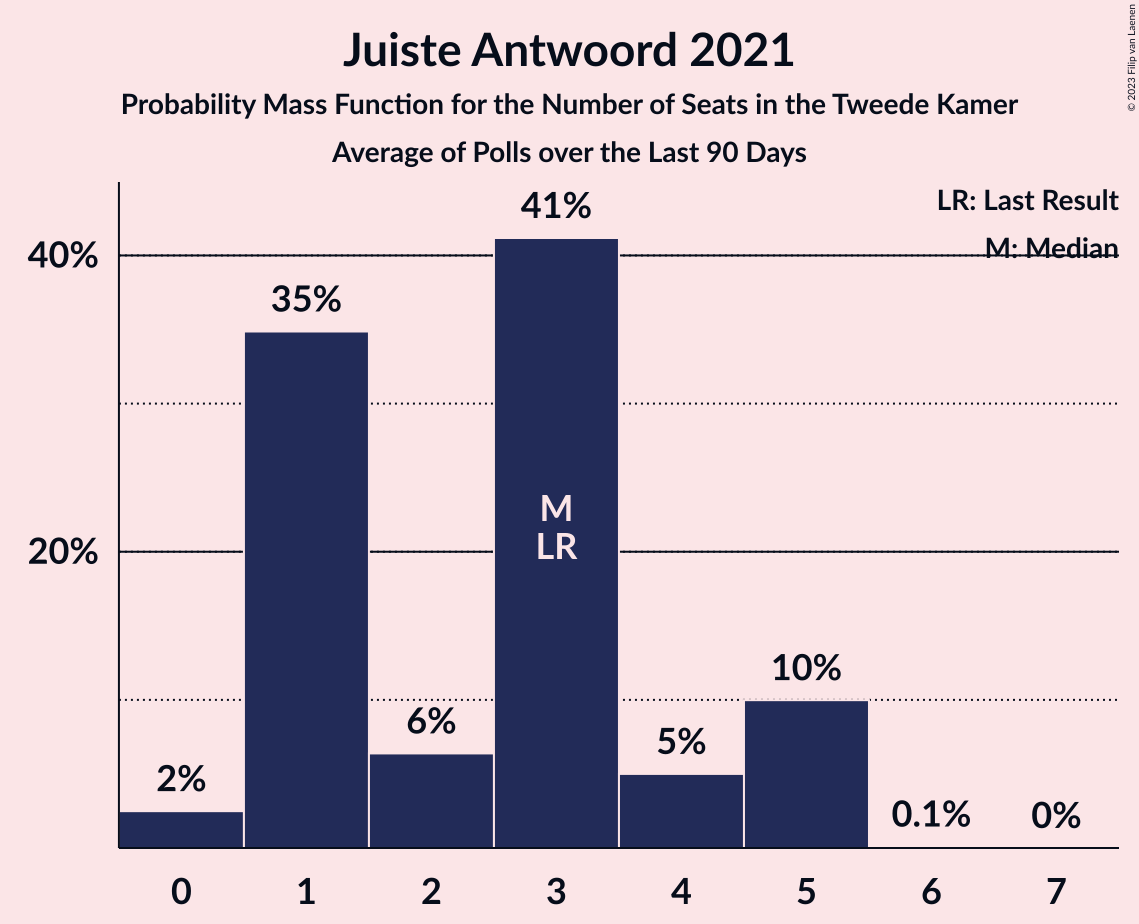 Juiste Antwoord 2021
Probability Mass Function for the Number of Seats in the Tweede Kamer
Average of Polls over the Last 90 Days
© 2023 Filip van Laenen
LR: Last Result
M: Median
40%
20%
2%
35%
6%
41%
5%
10%
0.1%
0%
M
LR
0 1 2 3 4 5 6 7